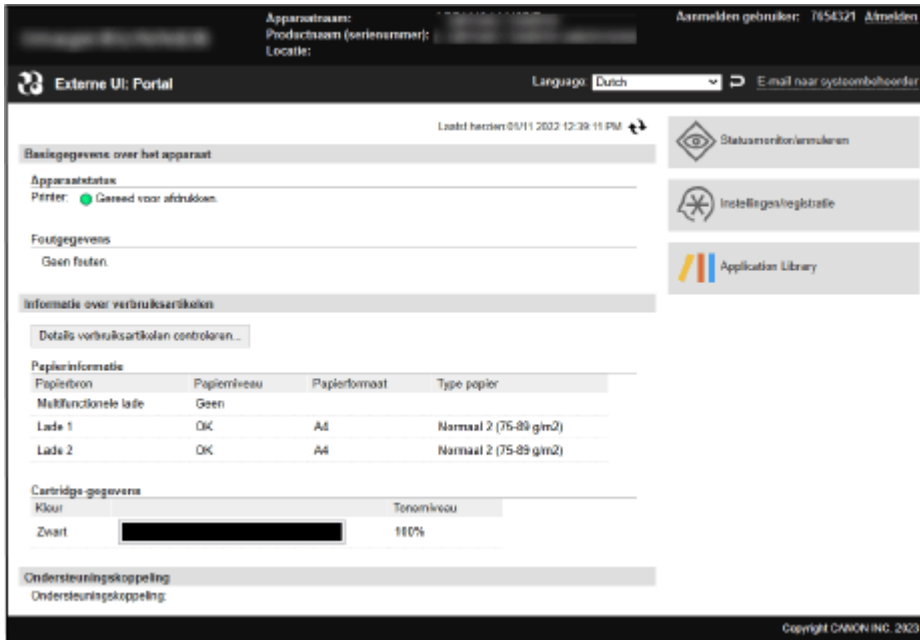 Apparaatnaam:
Productnaam (serienummer):
Locatie:
Aanmelden gebruiker: 7654321 Afmelden
Externe UI: Portal
Language: Dutch
E-mail naar systeembeheerder
Laatst herzien:01/11 2022 12:39:11 PM
Basisgegevens over het apparaat
Apparaatstatus
Printer: Gereed voor afdrukken.
Foutgegevens
Geen fouten.
Informatie over verbruiksartikelen
Details verbruiksartikelen controleren...
Papierinformatie
Papierbron Papierniveau Papierformaat Type papier
Multifunctionele lade Geen
Lade 1 OK A4 Normaal 2 (75-89 g/m2)
Lade 2 OK A4 Normaal 2 (75-89 g/m2)
Cartridge-gegevens
Kleur Tonerniveau
Zwart 100%
Ondersteuningskoppeling
Ondersteuningskoppeling:
Statusmonitor/annuleren
Instellingen/registratie
Application Library
Copyright CANON INC. 2023